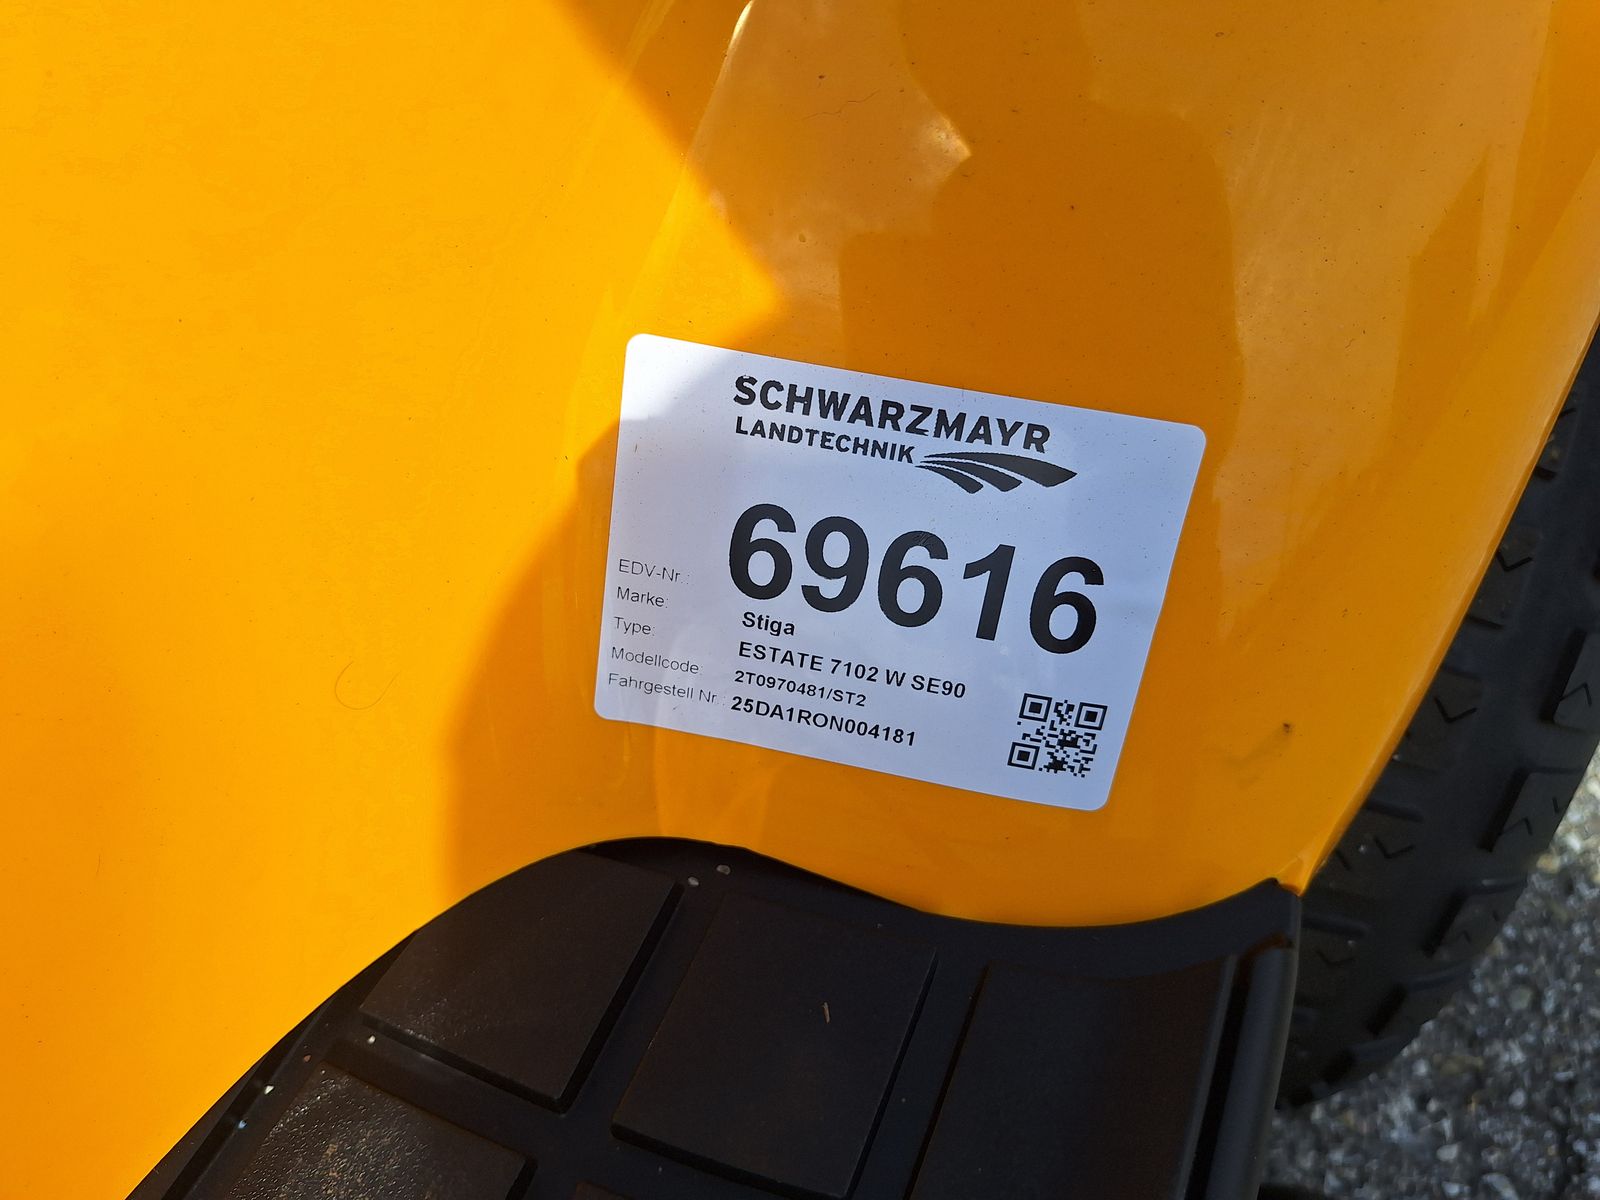 SCHWARZMAYR
LANDTECHNIK
EDV-Nr.: 69616
Marke: Stiga
Type: ESTATE 7102 W SE90
Modellcode: 2T0970481/ST2
Fahrgestell Nr.: 25DA1RON004181